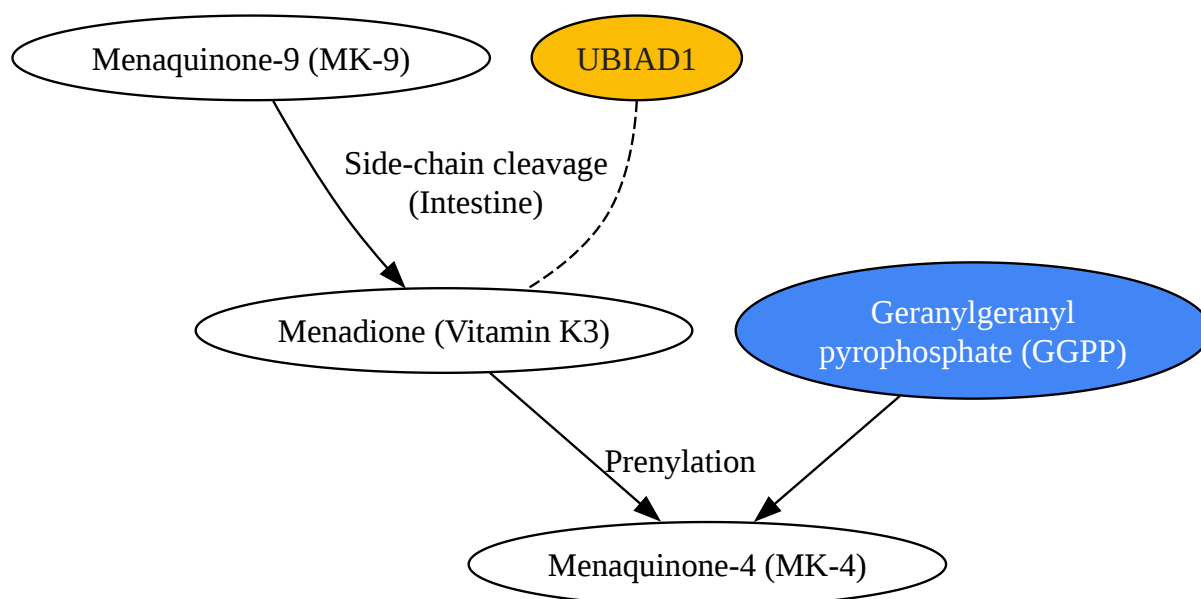 Menaquinone-9 (MK-9)
UBIAD1
Side-chain cleavage
(Intestine)
Menadione (Vitamin K3)
Geranylgeranyl
pyrophosphate (GGPP)
Prenylation
Menaquinone-4 (MK-4)